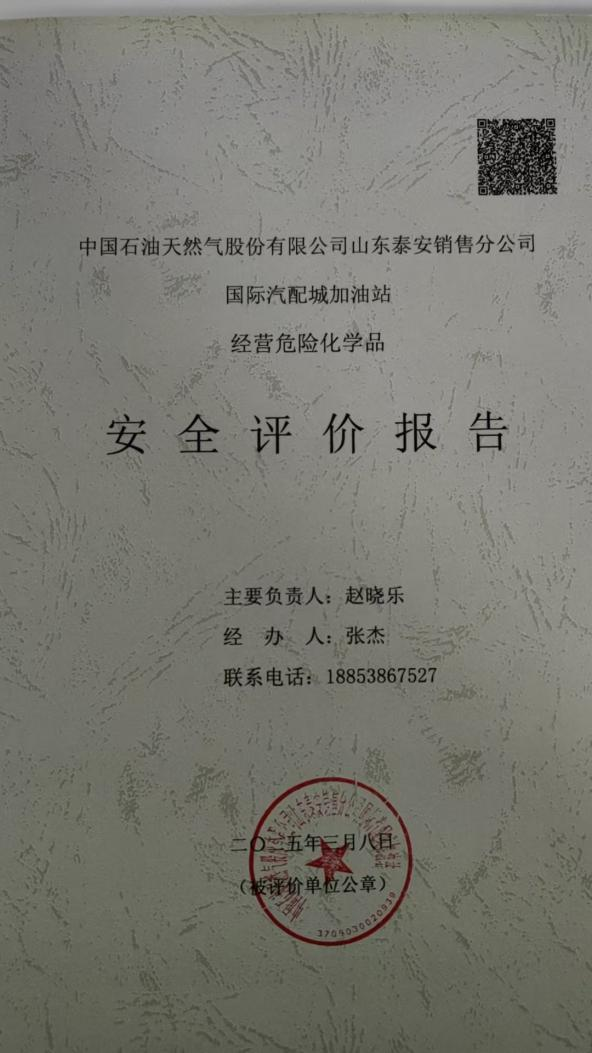 中国石油天然气股份有限公司山东泰安销售分公司
国际汽配城加油站
经营危险化学品
安全评价报告
主要负责人：赵晓乐
经办人：张杰
联系电话：18853867527
二〇二五年三月八日
（被评价单位公章）
3709030020939